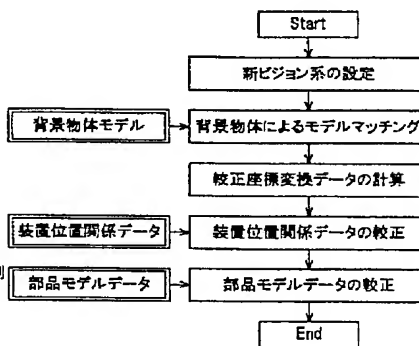 Start
新ビジョン系の設定
背景物体モデル
背景物体によるモデルマッチング
較正座標変換データの計算
装置位置関係データ
装置位置関係データの較正
部品モデルデータ
部品モデルデータの較正
End